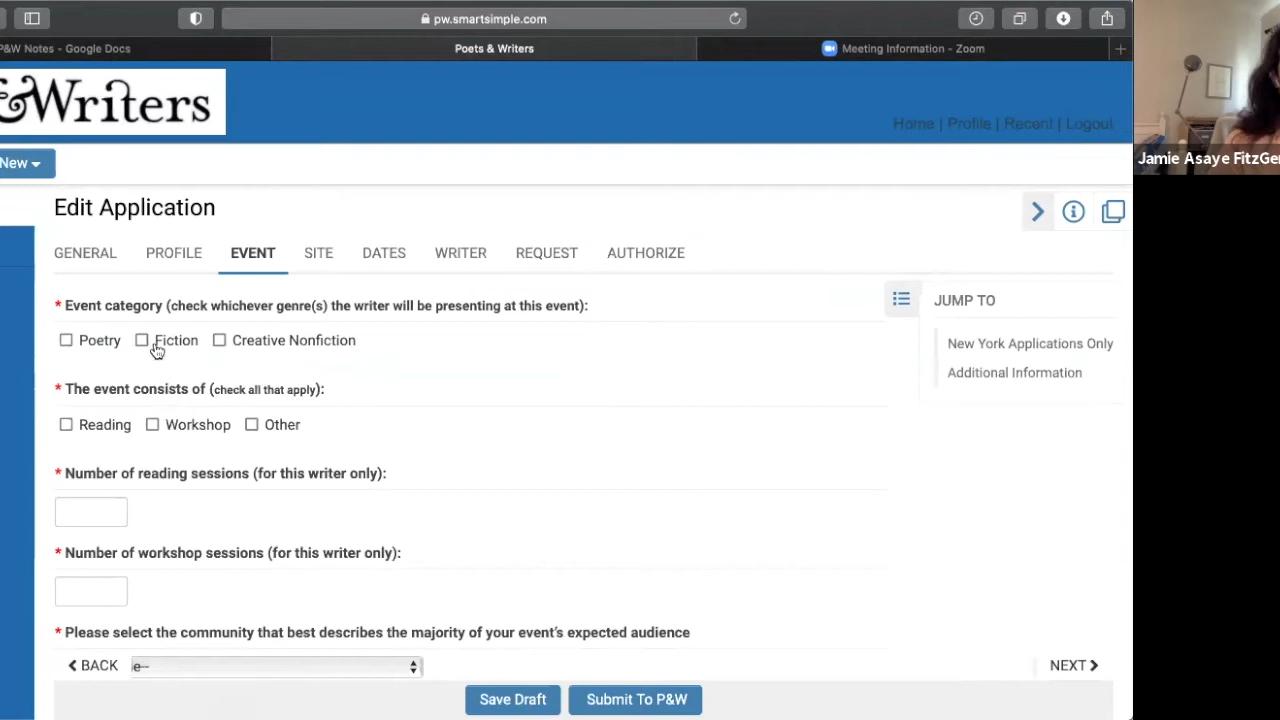 pw.smartsimple.com
P&W Notes - Google Docs
Poets & Writers
Meeting Information - Zoom
&Writers
Home | Profile | Recent | Logout
Jamie Asaye FitzGe
New
Edit Application
GENERAL PROFILE EVENT SITE DATES WRITER REQUEST AUTHORIZE
* Event category (check whichever genre(s) the writer will be presenting at this event):
Poetry Fiction Creative Nonfiction
* The event consists of (check all that apply):
Reading Workshop Other
* Number of reading sessions (for this writer only):
* Number of workshop sessions (for this writer only):
* Please select the community that best describes the majority of your event's expected audience
BACK e-- NEXT
Save Draft Submit To P&W
JUMP TO
New York Applications Only
Additional Information